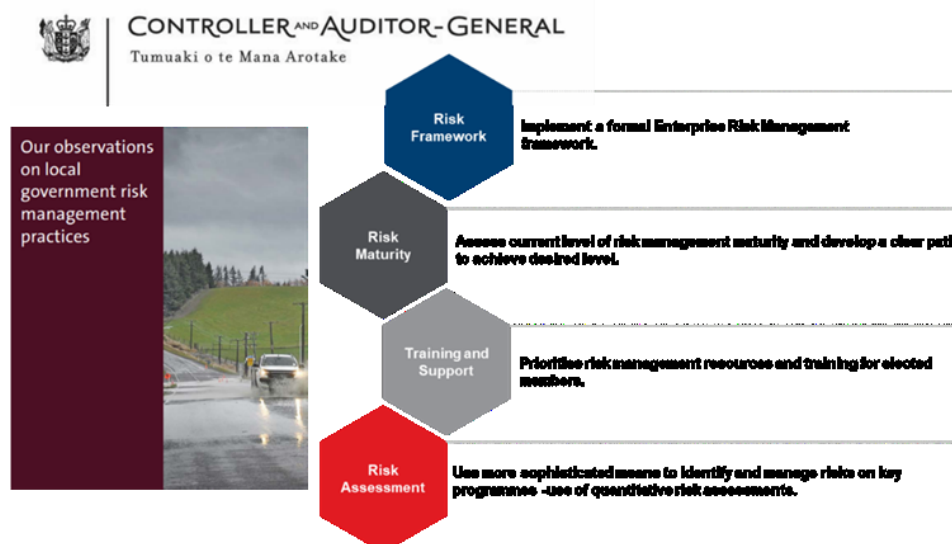 CONTROLLER AND AUDITOR-GENERAL
Tumuaki o te Mana Arotake
Our observations
on local
government risk
management
practices
Risk
Framework
Implement a formal Enterprise Risk Management
framework.
Risk
Maturity
Assess current level of risk management maturity and develop a clear pat
to achieve desired level.
Training and
Support
Prioritise risk management resources and training for elected
members.
Risk
Assessment
Use more sophisticated means to identify and manage risks on key
programmes -use of quantitative risk assessments.